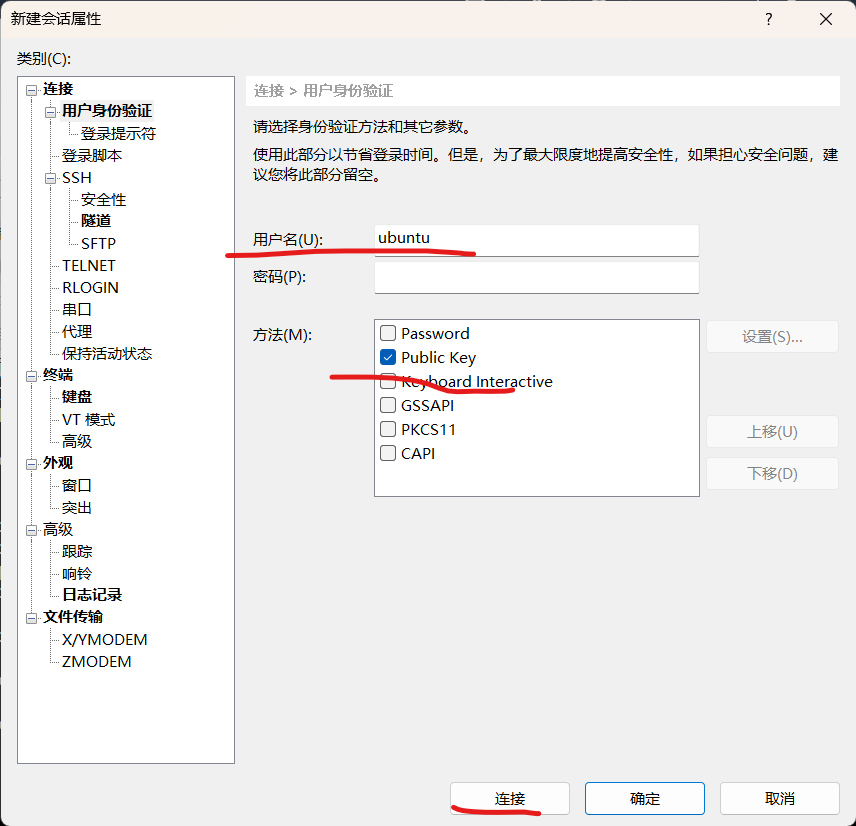 新建会话属性
?
类别(C):
连接
用户身份验证
登录提示符
登录脚本
SSH
安全性
隧道
SFTP
TELNET
RLOGIN
串口
代理
保持活动状态
终端
键盘
VT 模式
高级
外观
窗口
突出
高级
跟踪
响铃
日志记录
文件传输
X/YMODEM
ZMODEM
连接 > 用户身份验证
请选择身份验证方法和其它参数。
使用此部分以节省登录时间。但是，为了最大限度地提高安全性，如果担心安全问题，建
议您将此部分留空。
用户名(U): ubuntu
密码(P):
方法(M):
Password
Public Key
Keyboard Interactive
GSSAPI
PKCS11
CAPI
设置(S)...
上移(U)
下移(D)
连接 确定 取消